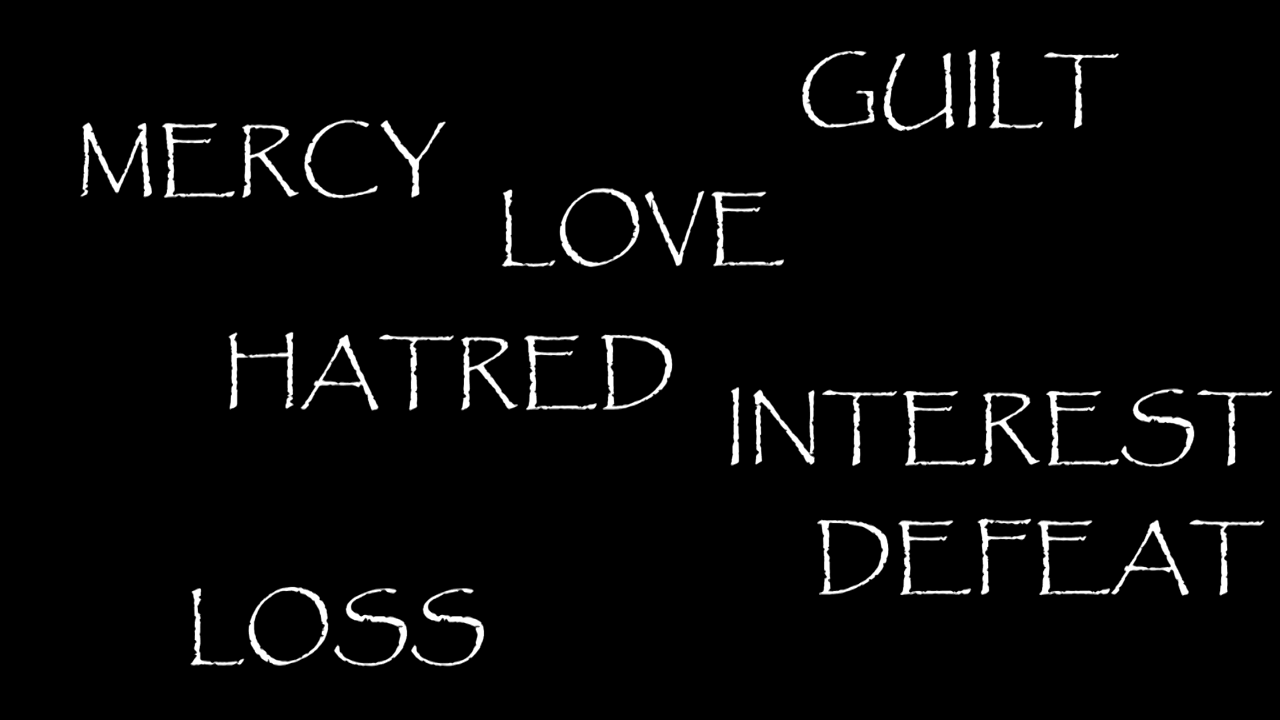 GUILT
MERCY
LOVE
HATRED
INTEREST
DEFEAT
LOSS